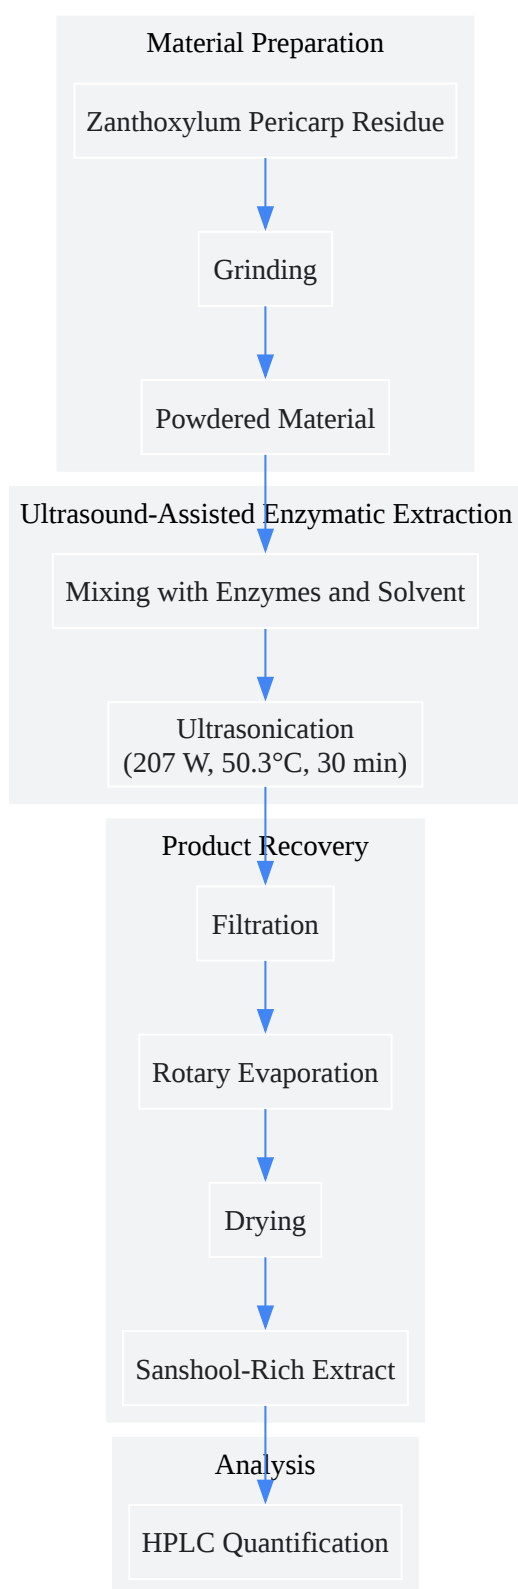 Material Preparation
Zanthoxylum Pericarp Residue
Grinding
Powdered Material
Ultrasound-Assisted Enzymatic Extraction
Mixing with Enzymes and Solvent
Ultrasonication
(207 W, 50.3°C, 30 min)
Product Recovery
Filtration
Rotary Evaporation
Drying
Sanshool-Rich Extract
Analysis
HPLC Quantification